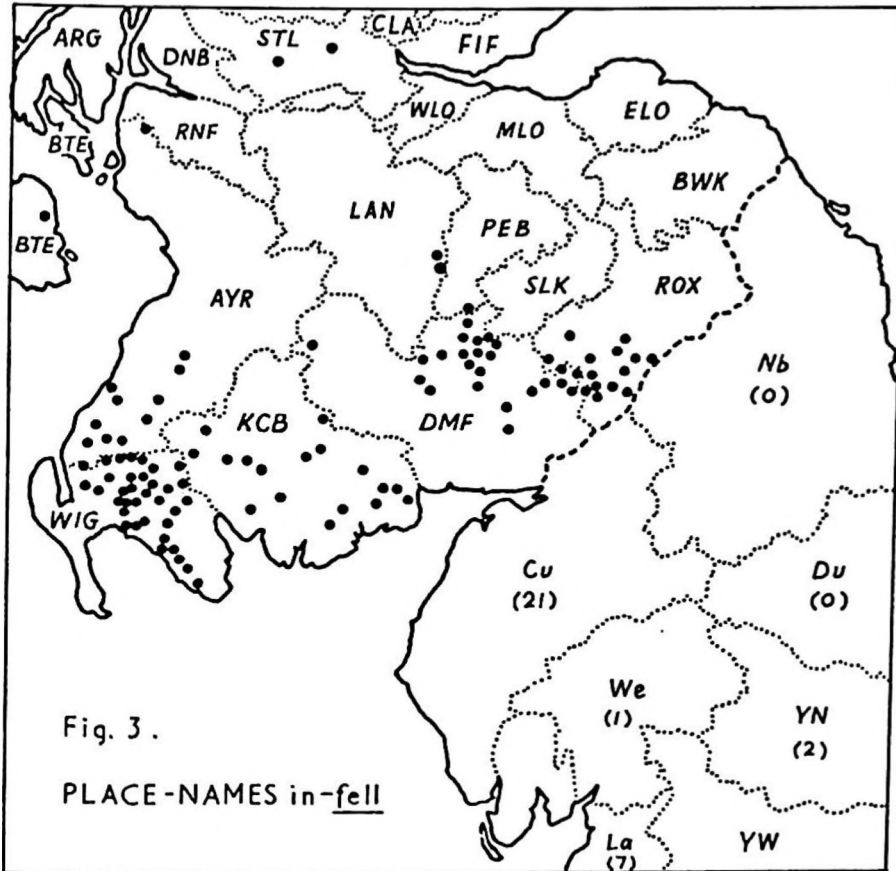 ARG
DNB
STL
CLA
FIF
BTE
RNF
WLO
MLO
ELO
BWK
BTE
LAN
PEB
SLK
ROX
AYR
Nb
(0)
KCB
DMF
WIG
Cu
(21)
Du
(0)
We
(1)
YN
(2)
Fig. 3.
PLACE-NAMES in-fell
La
(7)
YW